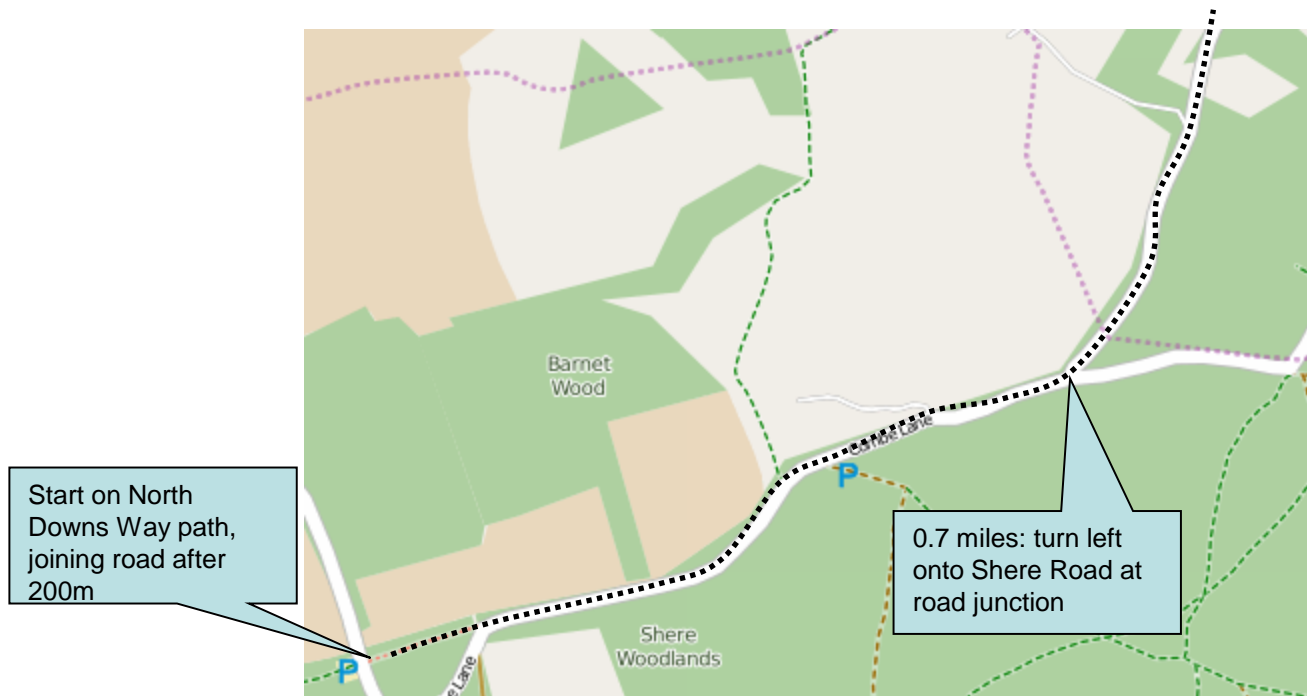 Barnet
Wood
Combe Lane
P
Start on North
Downs Way path,
joining road after
200m
0.7 miles: turn left
onto Shere Road at
road junction
Shere
Woodlands
P